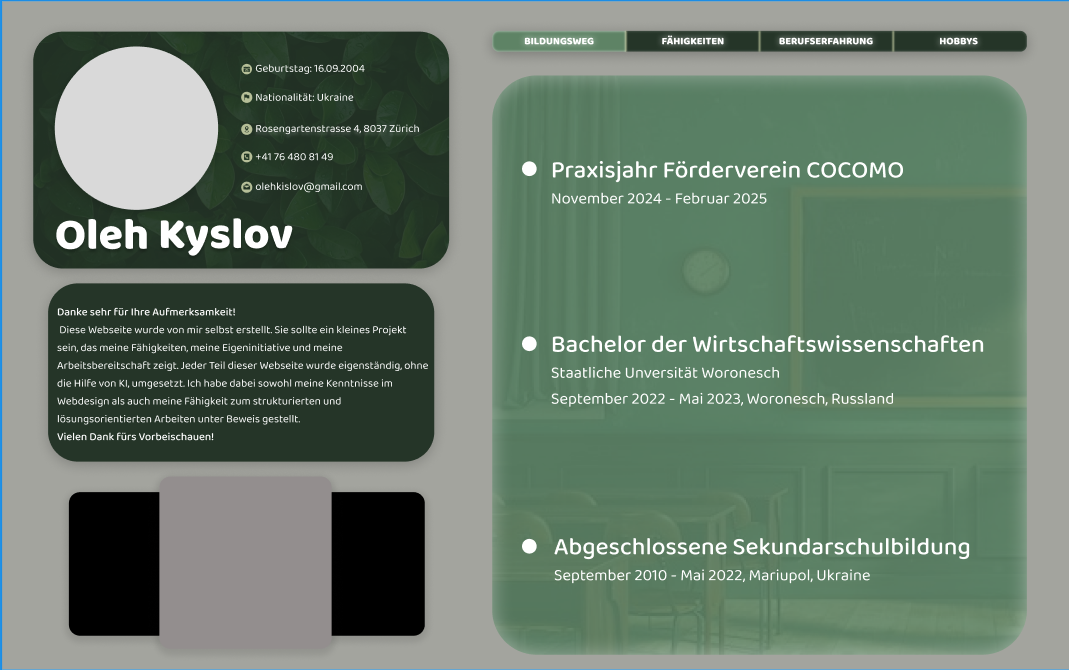 Geburtstag: 16.09.2004
Nationalität: Ukraine
Rosengartenstrasse 4, 8037 Zürich
+41 76 480 81 49
olehkislov@gmail.com
Oleh Kyslov
Danke sehr für Ihre Aufmerksamkeit!
Diese Webseite wurde von mir selbst erstellt. Sie sollte ein kleines Projekt
sein, das meine Fähigkeiten, meine Eigeninitiative und meine
Arbeitsbereitschaft zeigt. Jeder Teil dieser Webseite wurde eigenständig, ohne
die Hilfe von KI, umgesetzt. Ich habe dabei sowohl meine Kenntnisse im
Webdesign als auch meine Fähigkeit zum strukturierten und
lösungsorientierten Arbeiten unter Beweis gestellt.
Vielen Dank fürs Vorbeischauen!
BILDUNGSWEG FÄHIGKEITEN BERUFSERFAHRUNG HOBBYS
Praxisjahr Förderverein COCOMO
November 2024 - Februar 2025
Bachelor der Wirtschaftswissenschaften
Staatliche Unversität Woronesch
September 2022 - Mai 2023, Woronesch, Russland
Abgeschlossene Sekundarschulbildung
September 2010 - Mai 2022, Mariupol, Ukraine